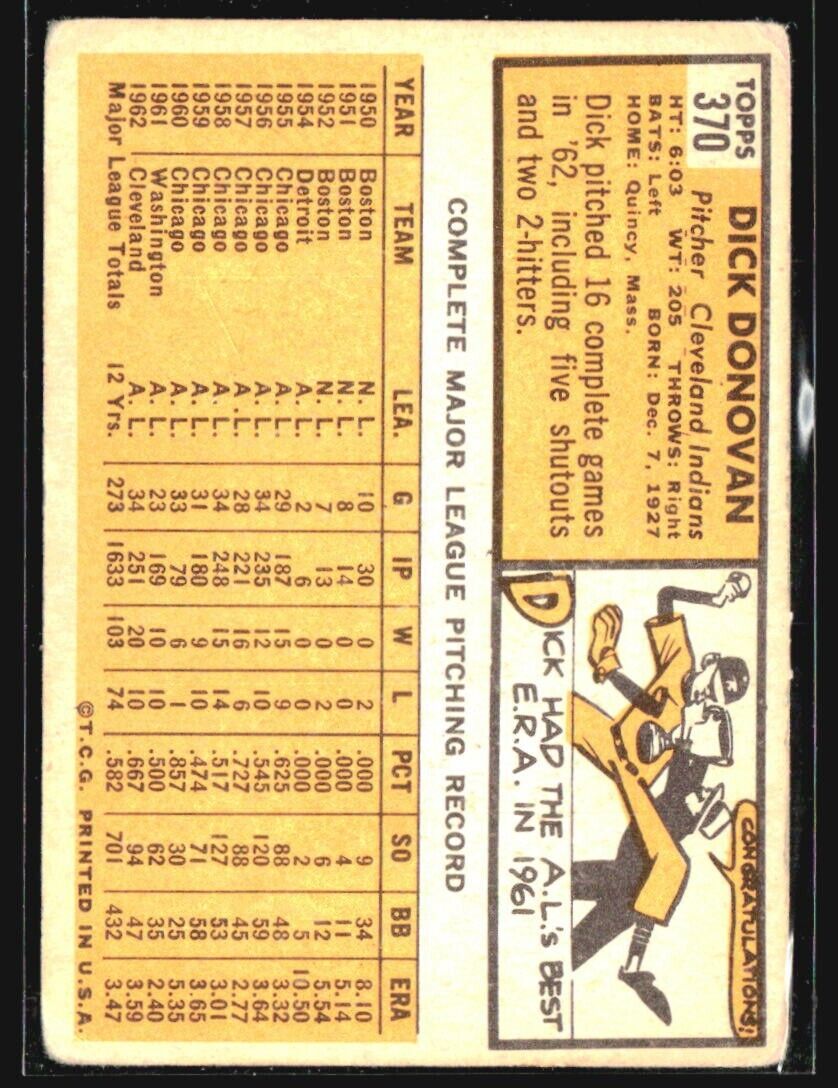 TOPPS
370
DICK DONOVAN
Pitcher Cleveland Indians
HT: 6:03 WT: 205 THROWS: Right
BATS: Left BORN: Dec. 7, 1927
HOME: Quincy, Mass.
Dick pitched 16 complete games
in '62, including five shutouts
and two 2-hitters.
CONGRATULATIONS!
DICK HAD THE A.L.'s BEST
E.R.A. IN 1961
COMPLETE MAJOR LEAGUE PITCHING RECORD
YEAR TEAM LEA. G IP W L PCT SO BB ERA
1950 Boston N. L. 10 30 0 2 .000 9 34 8.10
1951 Boston N. L. 8 14 0 0 .000 4 11 5.14
1952 Boston N. L. 7 13 0 2 .000 6 12 5.54
1954 Detroit A. L. 2 6 0 0 .000 2 5 10.50
1955 Chicago A. L. 29 187 15 9 .625 88 48 3.32
1956 Chicago A. L. 34 235 12 10 .545 120 59 3.64
1957 Chicago A. L. 28 221 16 6 .727 88 45 2.77
1958 Chicago A. L. 34 248 15 14 .517 127 53 3.01
1959 Chicago A. L. 31 180 9 10 .474 71 58 3.65
1960 Chicago A. L. 33 79 6 1 .857 30 25 5.35
1961 Washington A. L. 23 169 10 10 .500 62 35 2.40
1962 Cleveland A. L. 34 251 20 10 .667 94 47 3.59
Major League Totals 12 Yrs. 273 1633 103 74 .582 701 432 3.47
©T.C.G. PRINTED IN U.S.A.